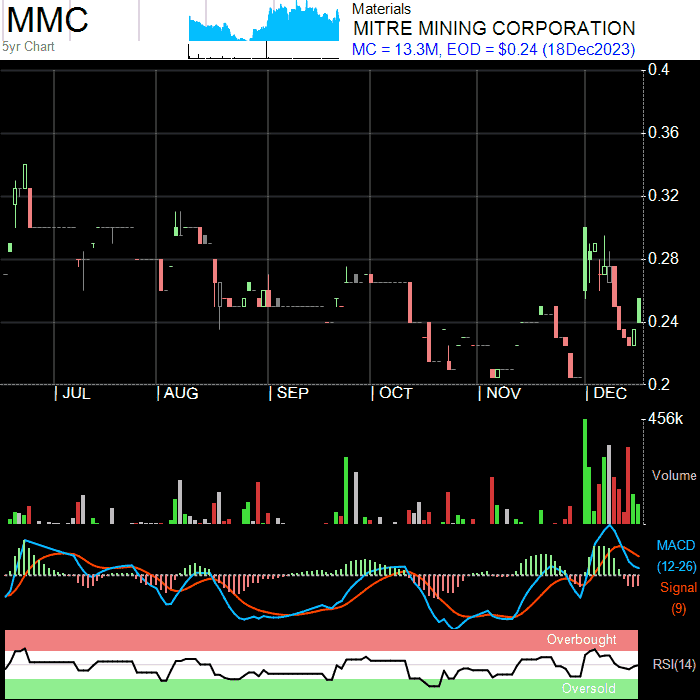 MMC
5yr Chart
Materials
MITRE MINING CORPORATION
MC = 13.3M, EOD = $0.24 (18Dec2023)
0.4
0.36
0.32
0.28
0.24
0.2
| JUL | AUG | SEP | OCT | NOV | DEC
456k
Volume
MACD
(12-26)
Signal
(9)
Overbought
RSI(14)
Oversold